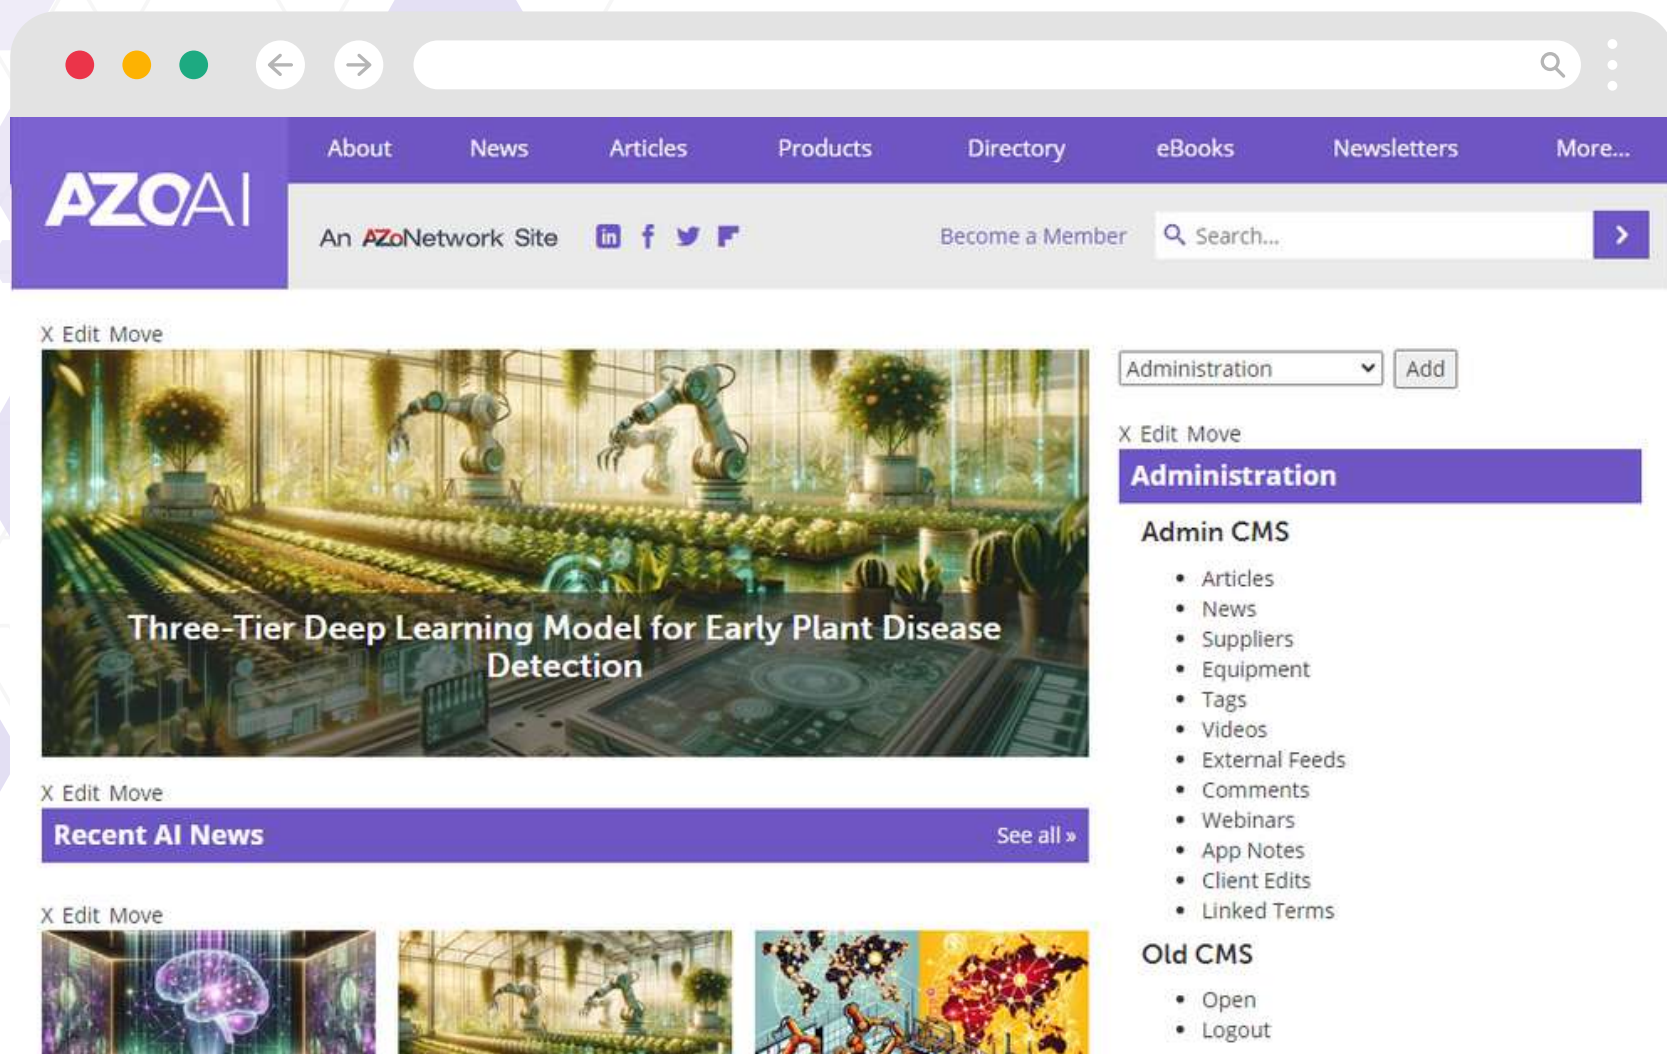 About News Articles Products Directory eBooks Newsletters More...
AZOAI
An AZoNetwork Site in f Become a Member Search...
X Edit Move
Three-Tier Deep Learning Model for Early Plant Disease
Detection
X Edit Move
Recent AI News See all »
X Edit Move
Administration Add
X Edit Move
Administration
Admin CMS
• Articles
• News
• Suppliers
• Equipment
• Tags
• Videos
• External Feeds
• Comments
• Webinars
• App Notes
• Client Edits
• Linked Terms
Old CMS
• Open
• Logout